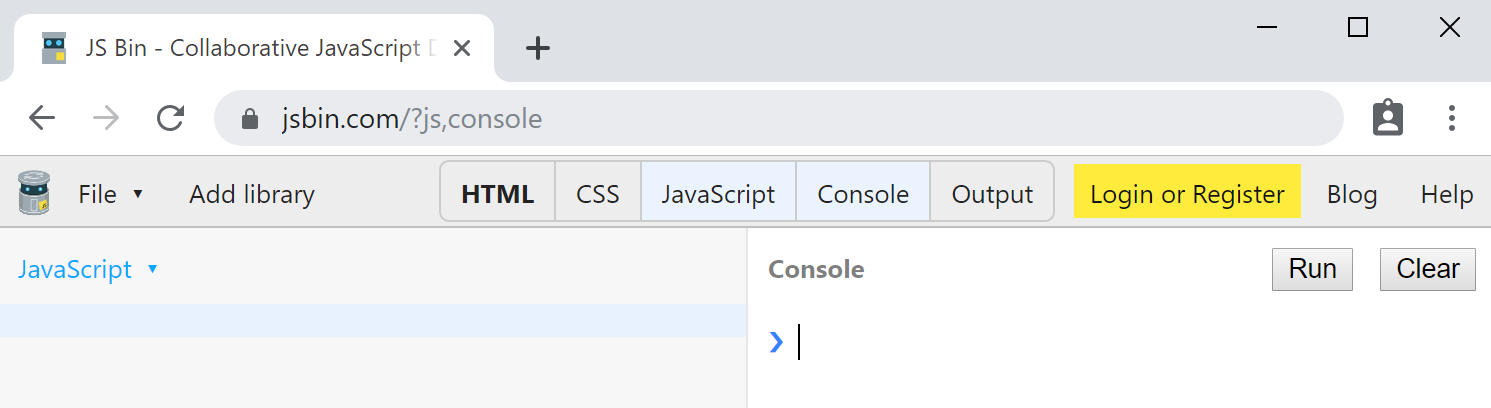 JS Bin - Collaborative JavaScript
jsbin.com/?js,console
File Add library HTML CSS JavaScript Console Output Login or Register Blog Help
JavaScript Console Run Clear